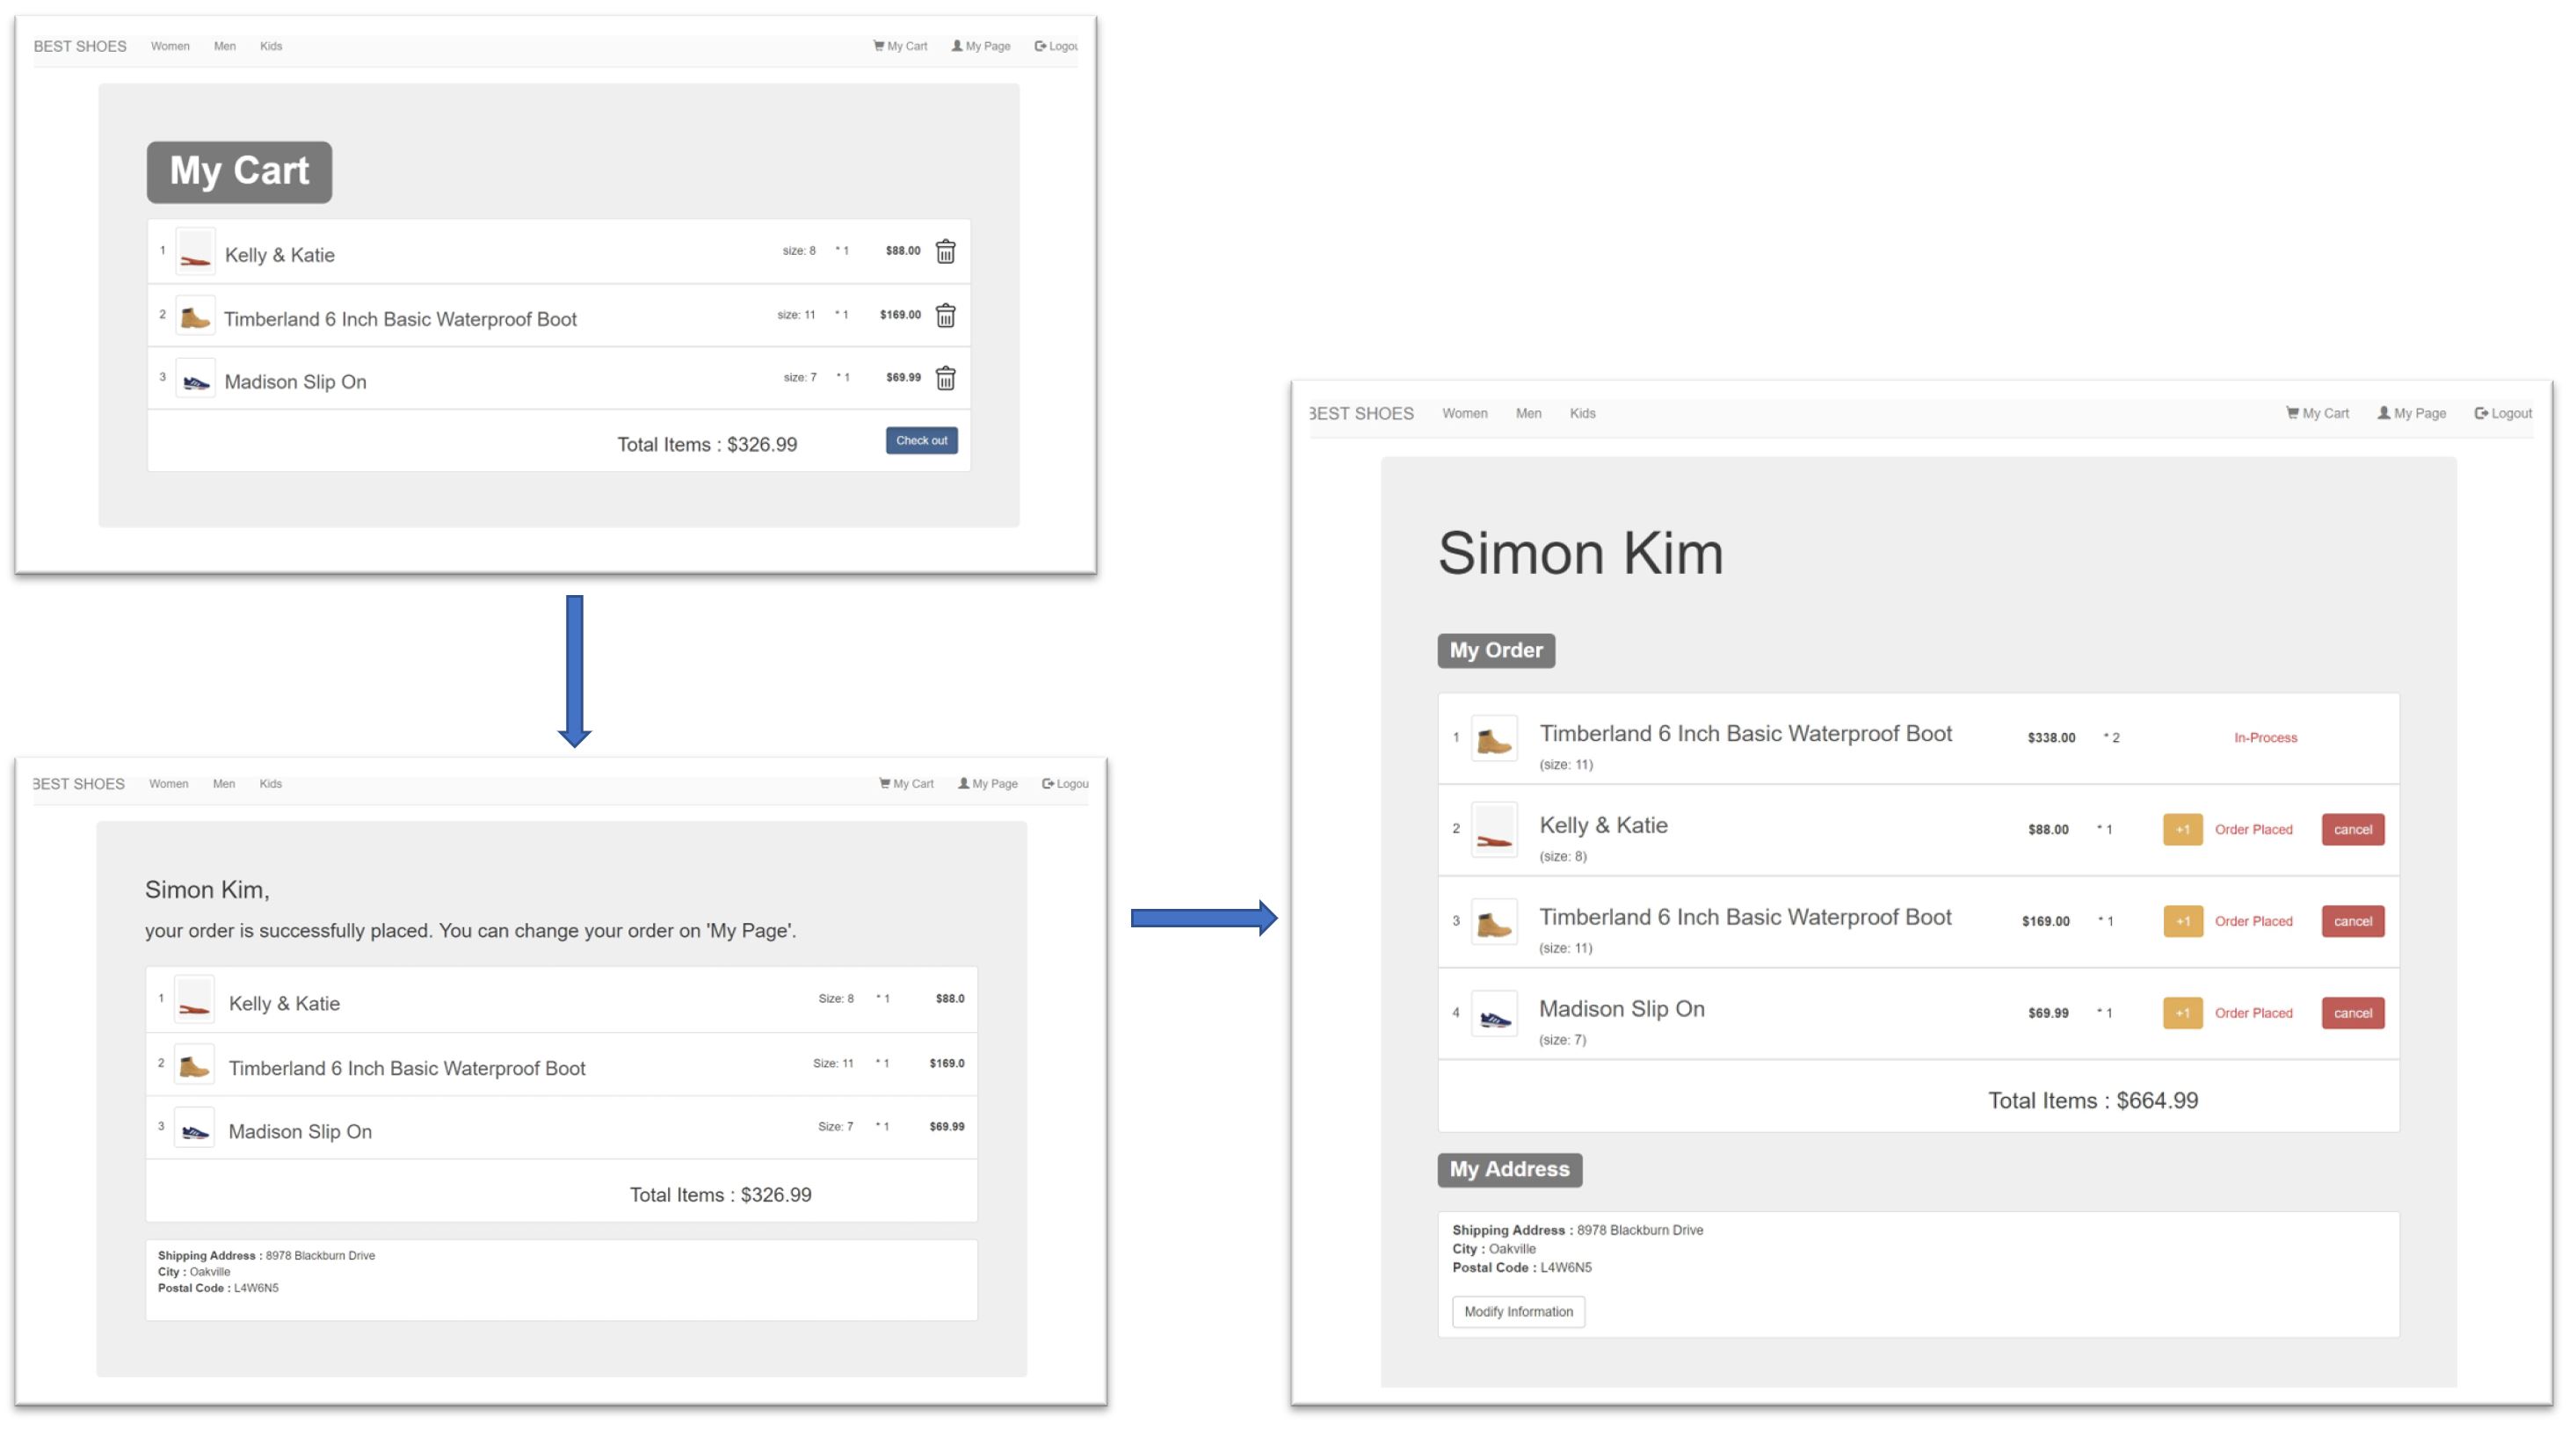 BEST SHOES Women Men Kids My Cart My Page Logou
My Cart
1 Kelly & Katie size: 8 * 1 $88.00
2 Timberland 6 Inch Basic Waterproof Boot size: 11 * 1 $169.00
3 Madison Slip On size: 7 * 1 $69.99
Total Items : $326.99 Check out
BEST SHOES Women Men Kids My Cart My Page Logou
Simon Kim,
your order is successfully placed. You can change your order on 'My Page'.
1 Kelly & Katie Size: 8 * 1 $88.0
2 Timberland 6 Inch Basic Waterproof Boot Size: 11 * 1 $169.0
3 Madison Slip On Size: 7 * 1 $69.99
Total Items : $326.99
Shipping Address : 8978 Blackburn Drive
City : Oakville
Postal Code : L4W6N5
BEST SHOES Women Men Kids My Cart My Page Logout
Simon Kim
My Order
1 Timberland 6 Inch Basic Waterproof Boot $338.00 * 2 In-Process
(size: 11)
2 Kelly & Katie $88.00 * 1 +1 Order Placed cancel
(size: 8)
3 Timberland 6 Inch Basic Waterproof Boot $169.00 * 1 +1 Order Placed cancel
(size: 11)
4 Madison Slip On $69.99 * 1 +1 Order Placed cancel
(size: 7)
Total Items : $664.99
My Address
Shipping Address : 8978 Blackburn Drive
City : Oakville
Postal Code : L4W6N5
Modify Information